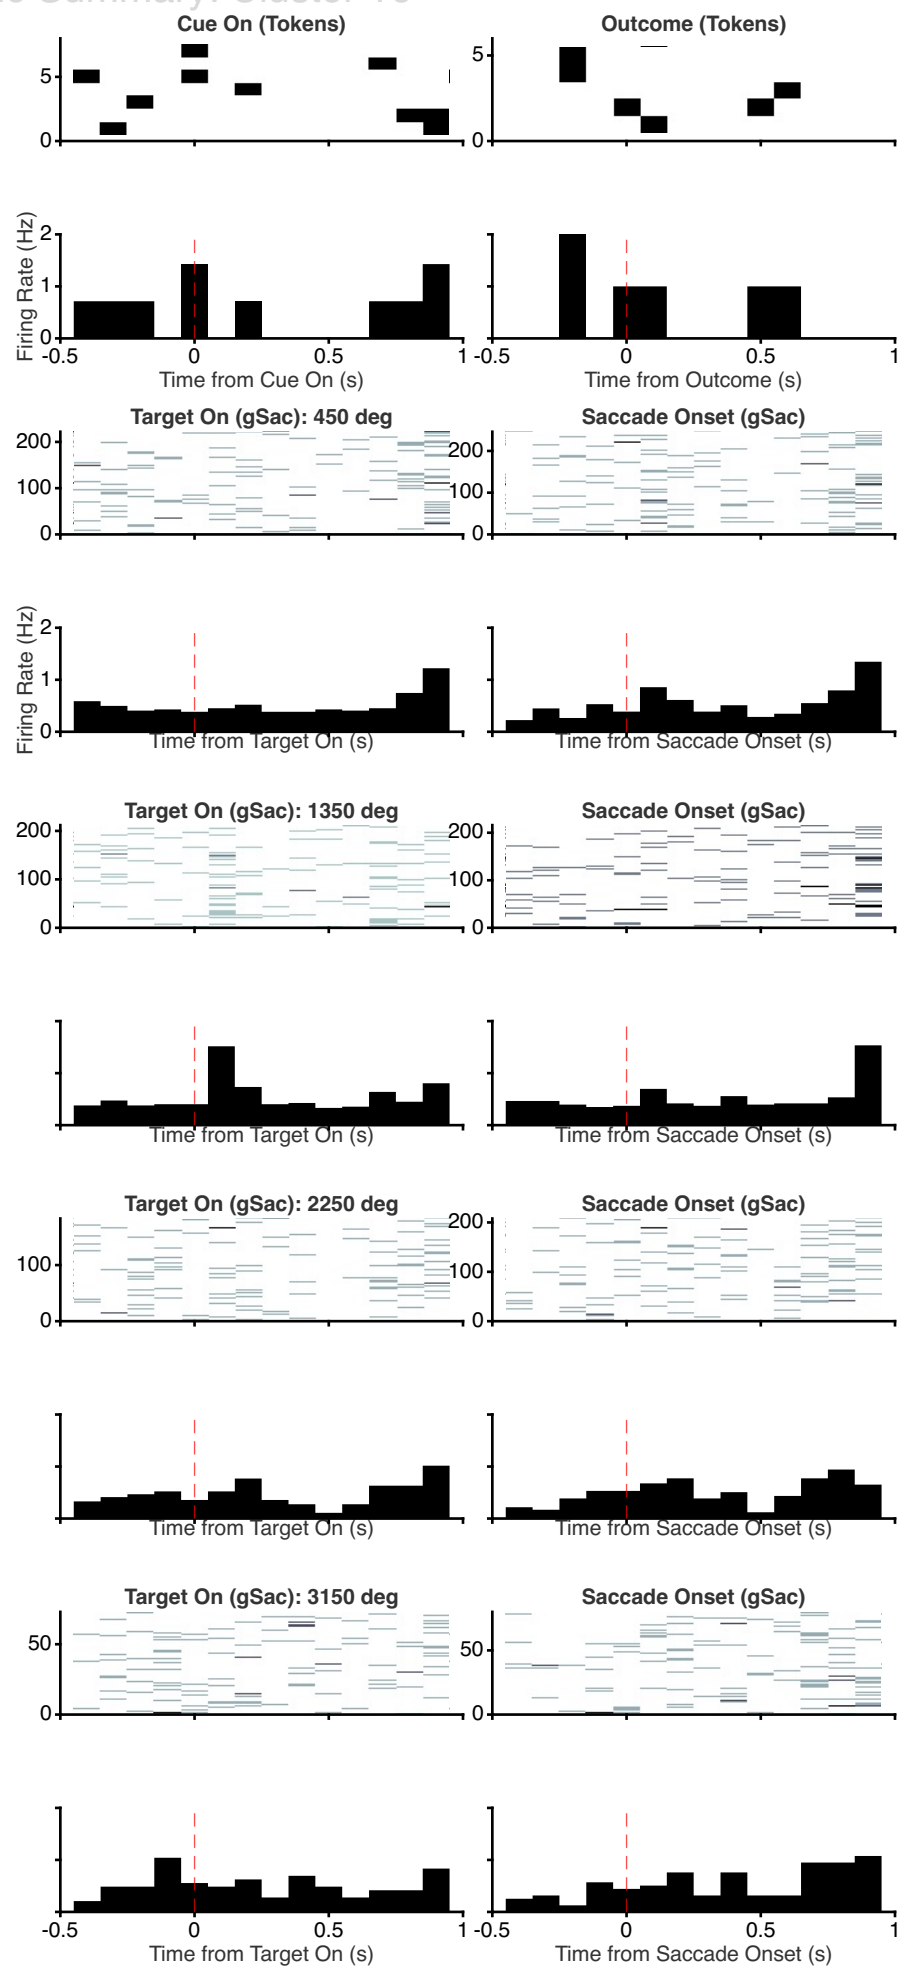 Summary: Cluster
Cue On (Tokens) Outcome (Tokens)
5 5
0 0
Firing Rate (Hz)
2
1
0
-0.5 0 0.5 1 -0.5 0 0.5 1
Time from Cue On (s) Time from Outcome (s)
Target On (gSac): 450 deg Saccade Onset (gSac)
200 200
100 100
0 0
Firing Rate (Hz)
2
1
0
Time from Target On (s) Time from Saccade Onset (s)
Target On (gSac): 1350 deg Saccade Onset (gSac)
200 200
100 100
0 0
Time from Target On (s) Time from Saccade Onset (s)
Target On (gSac): 2250 deg Saccade Onset (gSac)
200
100 100
0 0
Time from Target On (s) Time from Saccade Onset (s)
Target On (gSac): 3150 deg Saccade Onset (gSac)
50 50
0 0
-0.5 0 0.5 1 -0.5 0 0.5 1
Time from Target On (s) Time from Saccade Onset (s)